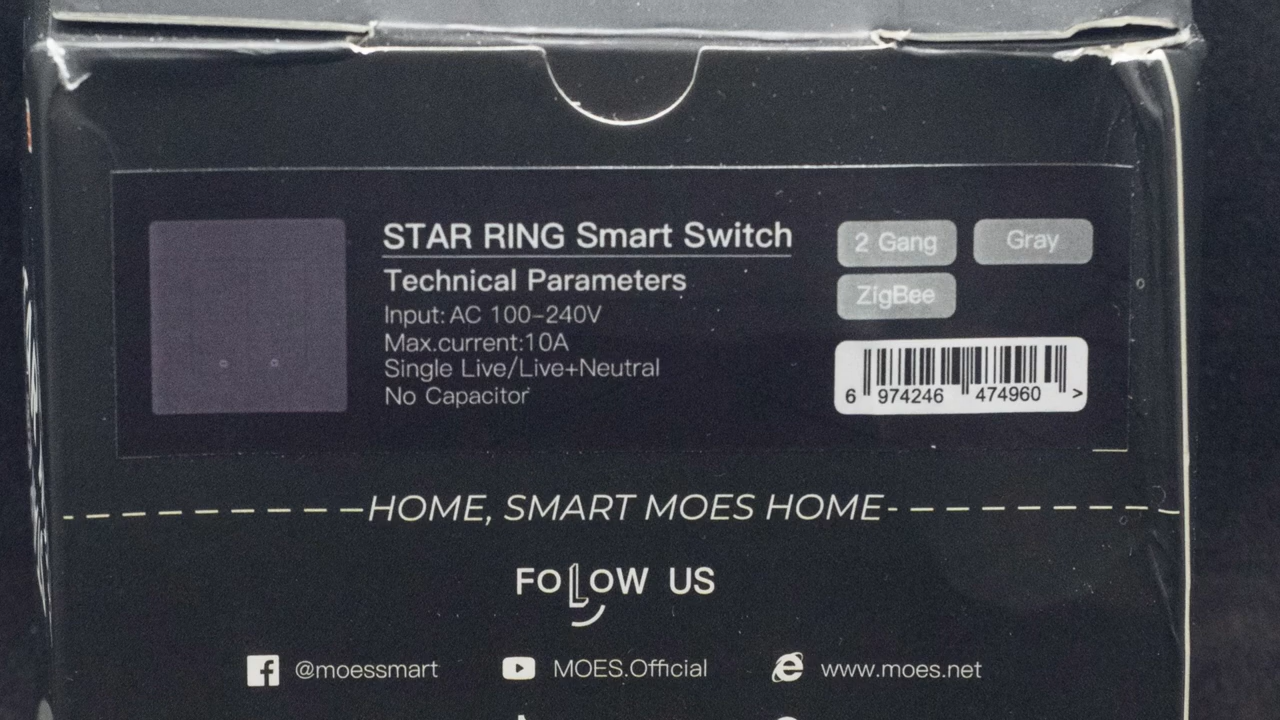 STAR RING Smart Switch
Technical Parameters
Input: AC 100-240V
Max.current:10A
Single Live/Live+Neutral
No Capacitor
2 Gang
Gray
ZigBee
6 974246 474960 >
HOME, SMART MOES HOME
FOLLOW US
@moessmart
MOES.Official
www.moes.net